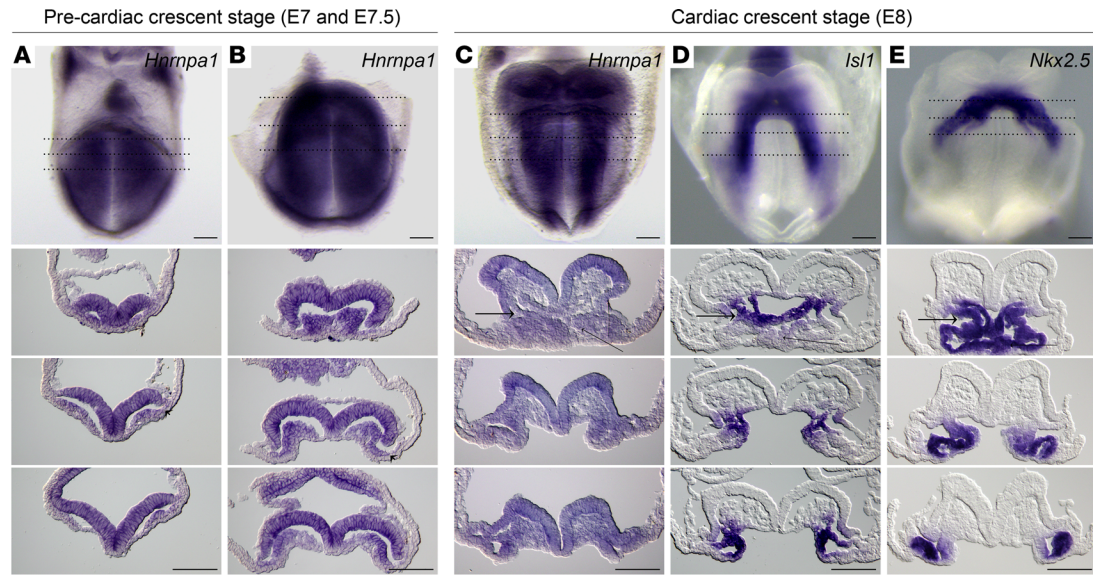 Pre-cardiac crescent stage (E7 and E7.5)
Cardiac crescent stage (E8)
A Hnrnpa1
B Hnrnpa1
C Hnrnpa1
D Isl1
E Nkx2.5